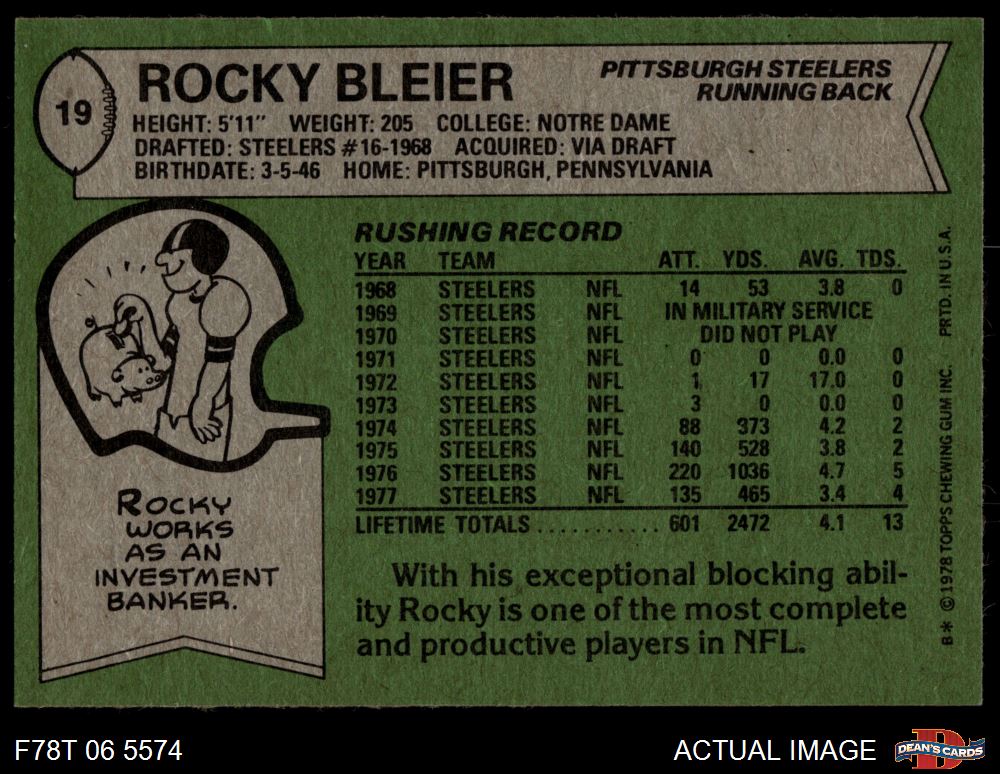 19
ROCKY BLEIER
PITTSBURGH STEELERS
RUNNING BACK
HEIGHT: 5'11" WEIGHT: 205 COLLEGE: NOTRE DAME
DRAFTED: STEELERS #16-1968 ACQUIRED: VIA DRAFT
BIRTHDATE: 3-5-46 HOME: PITTSBURGH, PENNSYLVANIA
RUSHING RECORD
YEAR TEAM ATT. YDS. AVG. TDS.
1968 STEELERS NFL 14 53 3.8 0
1969 STEELERS NFL IN MILITARY SERVICE
1970 STEELERS NFL DID NOT PLAY
1971 STEELERS NFL 0 0 0.0 0
1972 STEELERS NFL 1 17 17.0 0
1973 STEELERS NFL 3 0 0.0 0
1974 STEELERS NFL 88 373 4.2 2
1975 STEELERS NFL 140 528 3.8 2
1976 STEELERS NFL 220 1036 4.7 5
1977 STEELERS NFL 135 465 3.4 4
LIFETIME TOTALS........... 601 2472 4.1 13
ROCKY
WORKS
AS AN
INVESTMENT
BANKER.
With his exceptional blocking abil-
ity Rocky is one of the most complete
and productive players in NFL.
B* © 1978 TOPPS CHEWING GUM INC. PRTD. IN U.S.A.
F78T 06 5574
ACTUAL IMAGE
D
DEAN'S CARDS